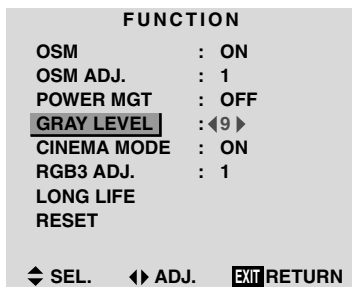 FUNCTION
OSM : ON
OSM ADJ. : 1
POWER MGT : OFF
GRAY LEVEL : 9
CINEMA MODE : ON
RGB3 ADJ. : 1
LONG LIFE
RESET
SEL. ADJ. EXIT RETURN